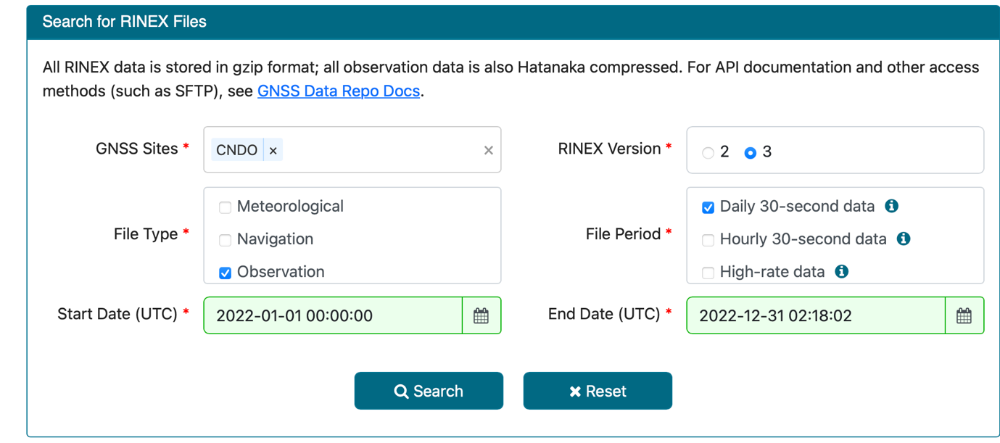 Search for RINEX Files
All RINEX data is stored in gzip format; all observation data is also Hatanaka compressed. For API documentation and other access
methods (such as SFTP), see GNSS Data Repo Docs.
GNSS Sites * CNDO × ×
RINEX Version * 2 3
File Type *
Meteorological
Navigation
Observation
File Period *
Daily 30-second data i
Hourly 30-second data i
High-rate data i
Start Date (UTC) * 2022-01-01 00:00:00
End Date (UTC) * 2022-12-31 02:18:02
Search
Reset